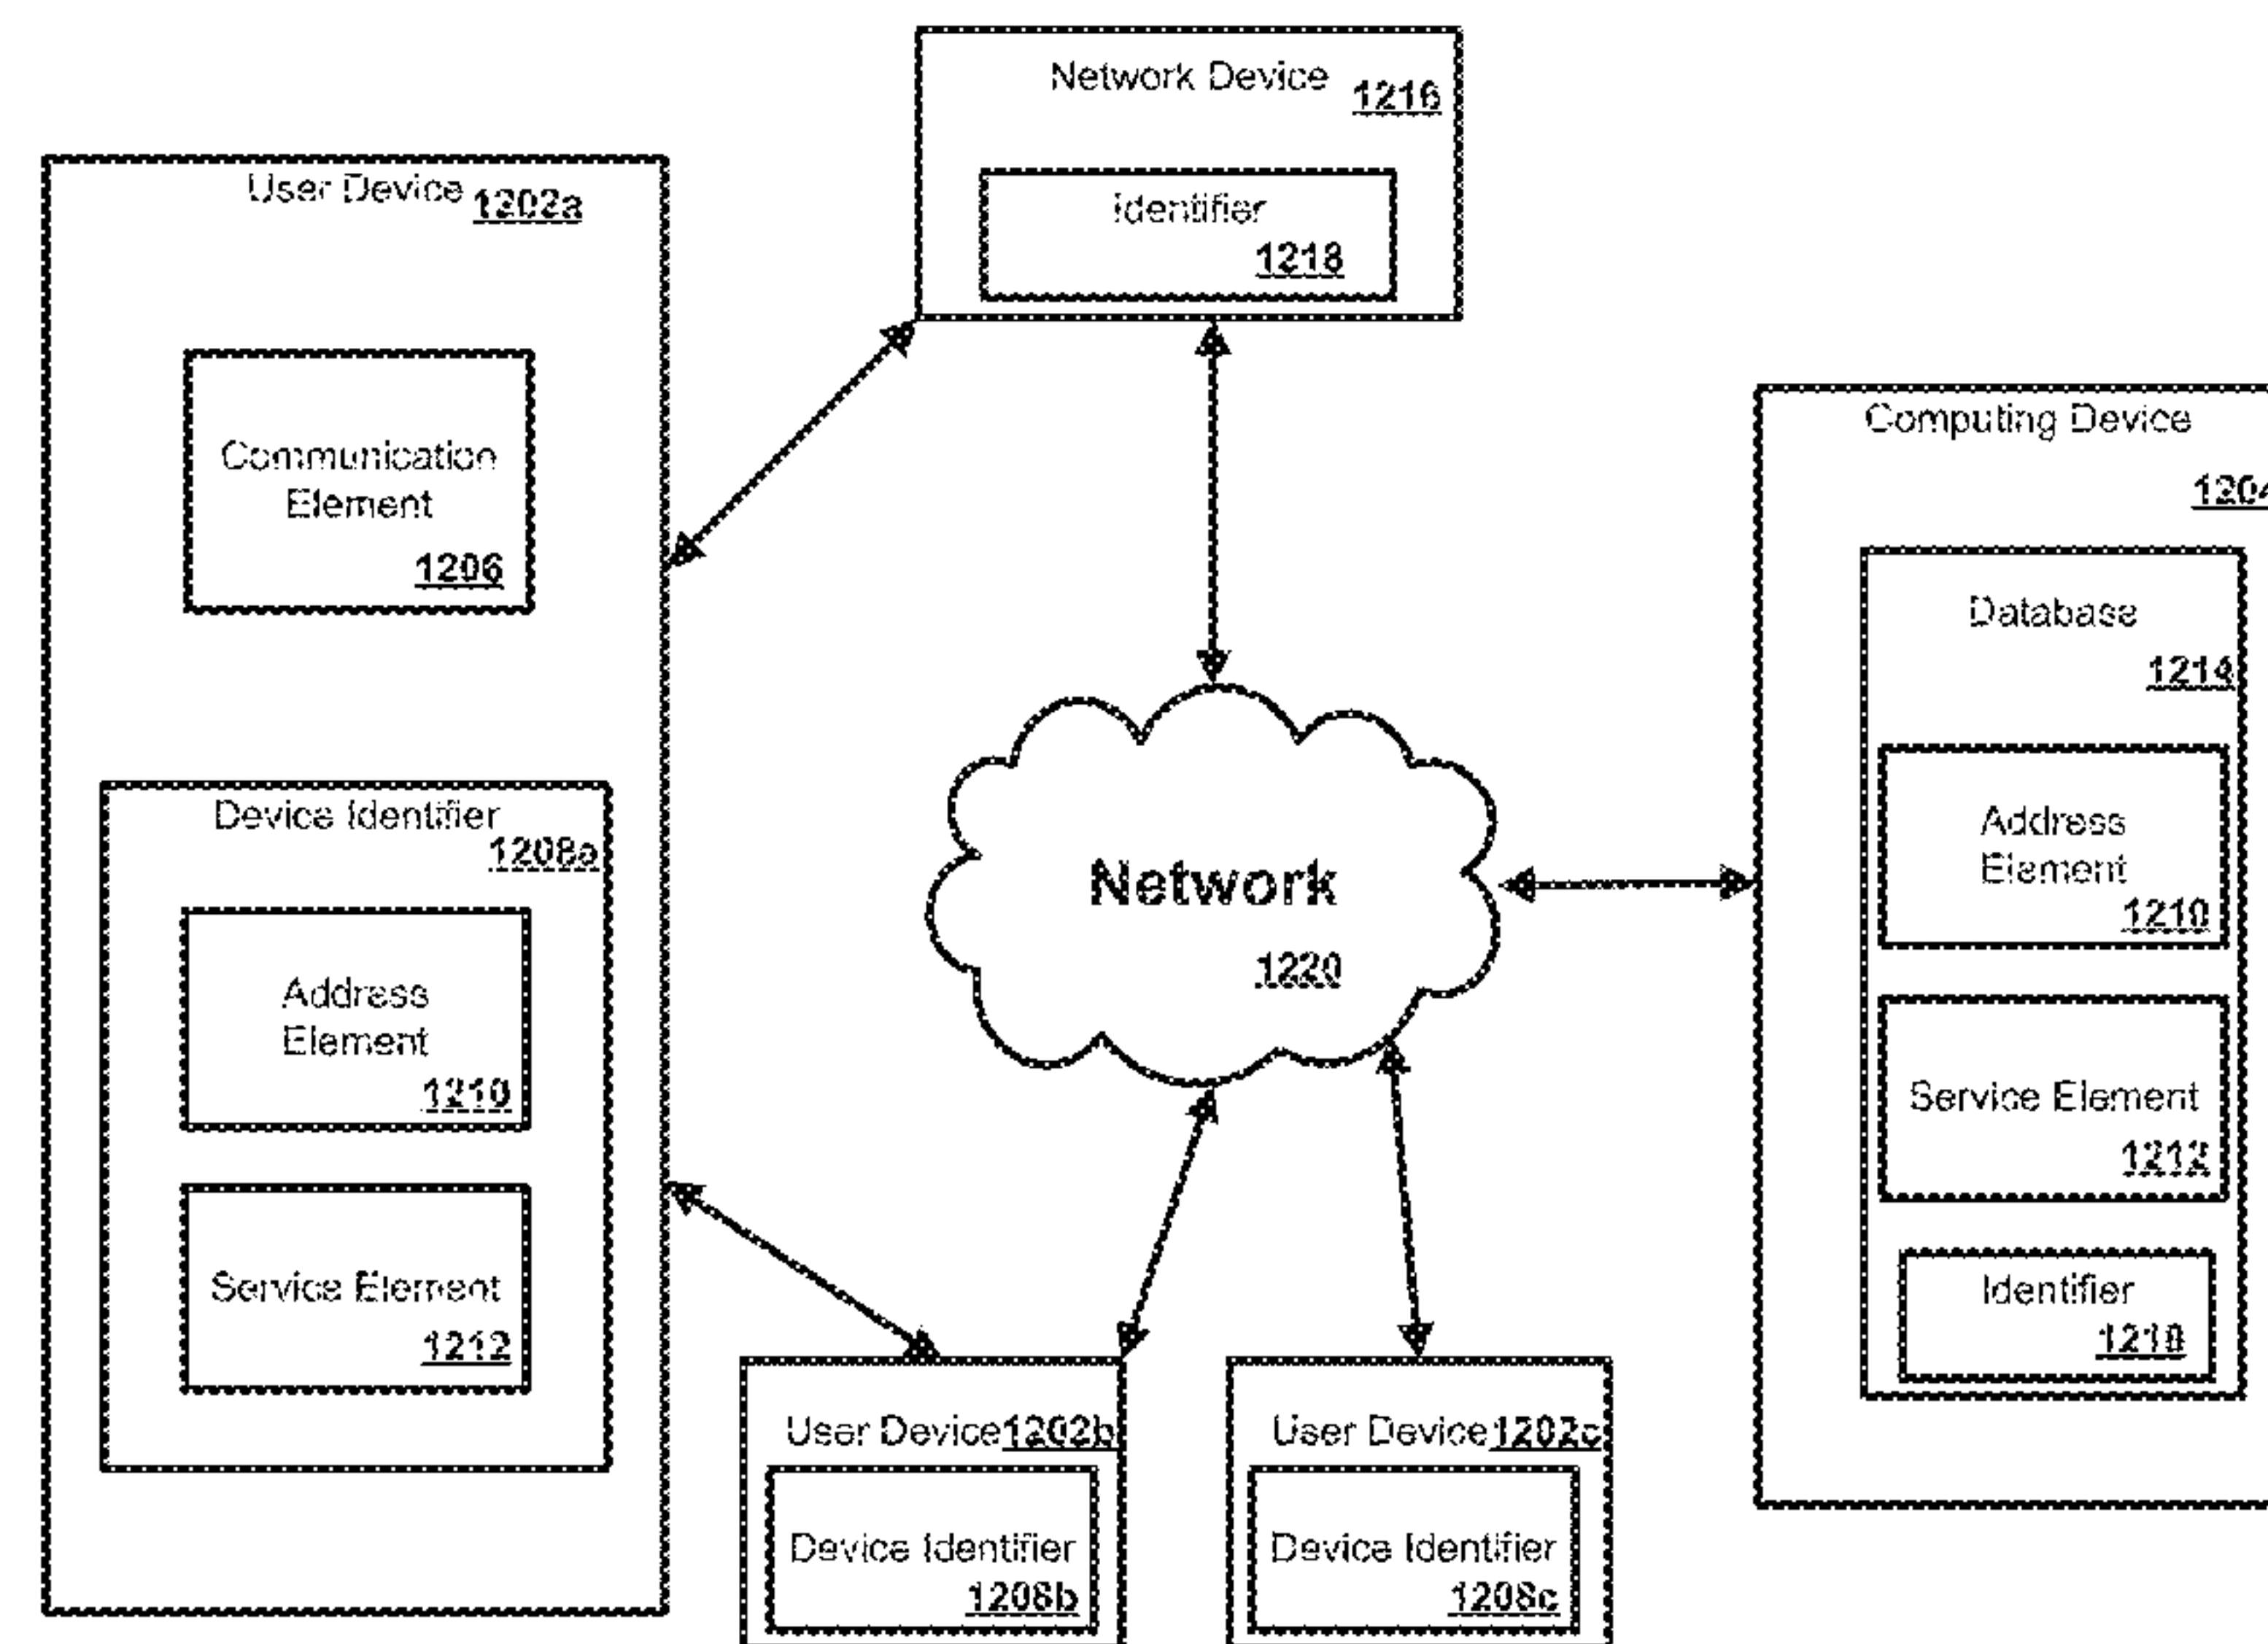 Network Device 1216
Identifier
1218
User Device 1202a
Communication
Element
1206
Device Identifier
1208a
Address
Element
1210
Service Element
1212
Computing Device
1204
Database
1214
Address
Element
1210
Service Element
1212
Identifier
1218
Network
1220
User Device 1202b
Device Identifier
1208b
User Device 1202c
Device Identifier
1208c